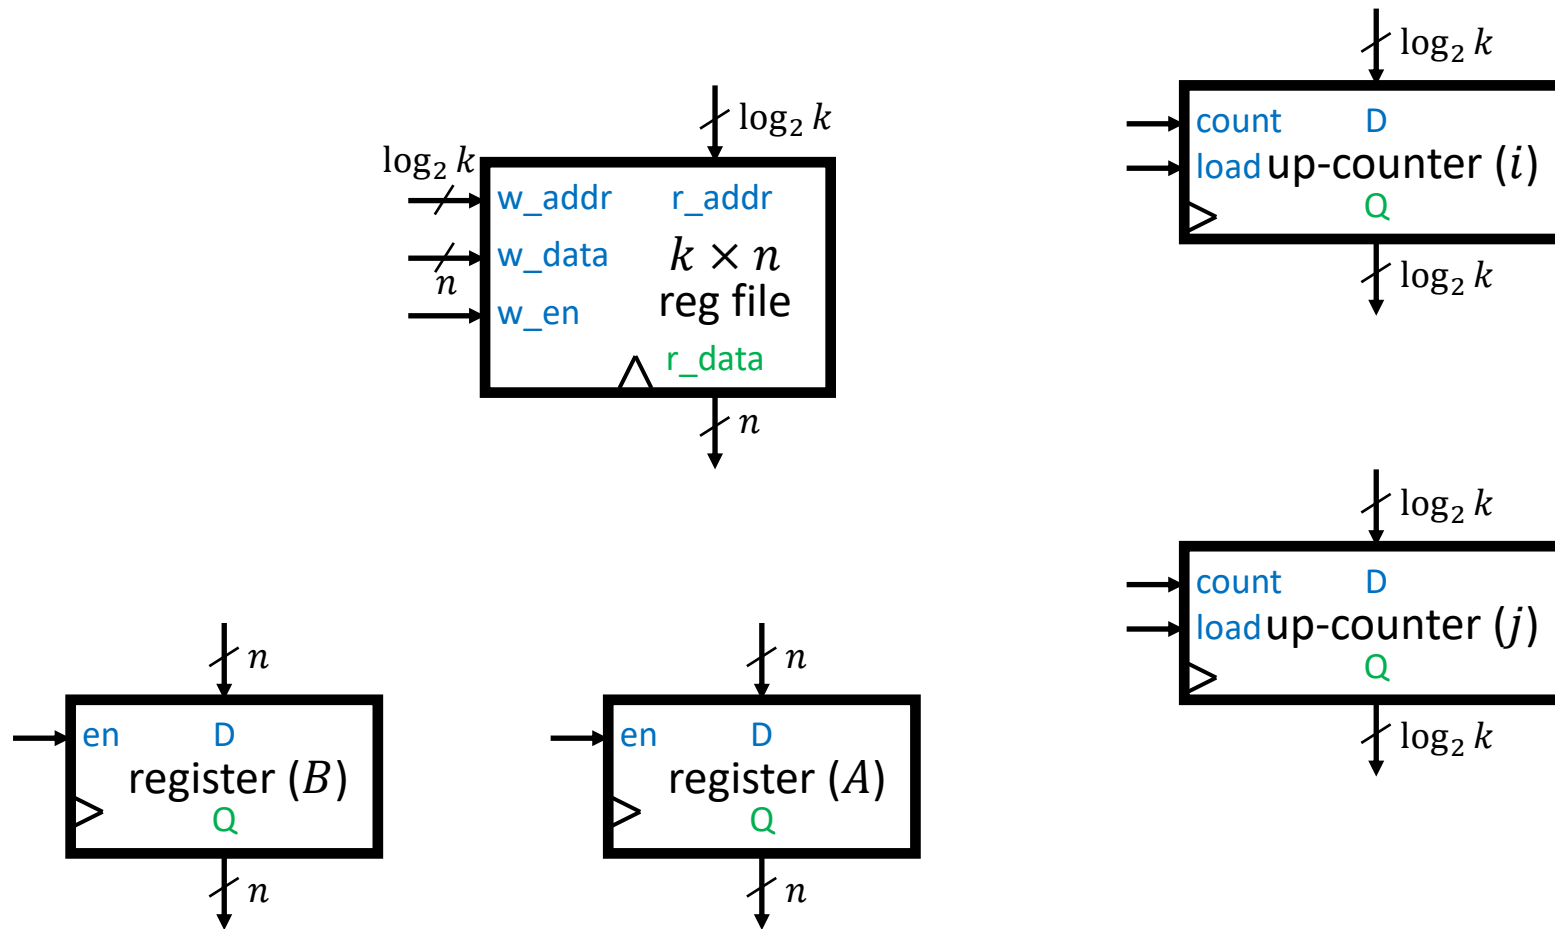 log₂ k
count D
load up-counter (i)
Q
log₂ k
log₂ k
log₂ k
w_addr r_addr
w_data k × n
n
reg file
w_en
r_data
n
log₂ k
count D
load up-counter (j)
Q
log₂ k
n
en D
register (B)
Q
n
n
en D
register (A)
Q
n